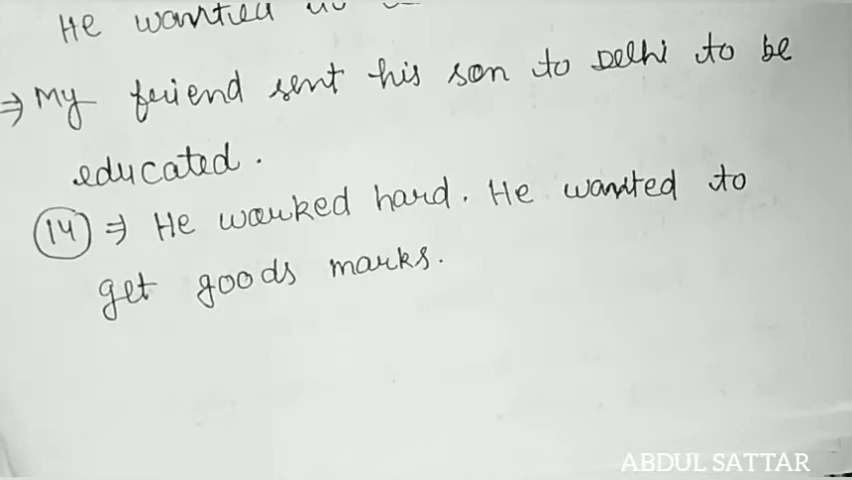 He wanted
⇒ My friend sent his son to Delhi to be
educated.
14 ⇒ He worked hard. He wanted to
get goods marks.
ABDUL SATTAR